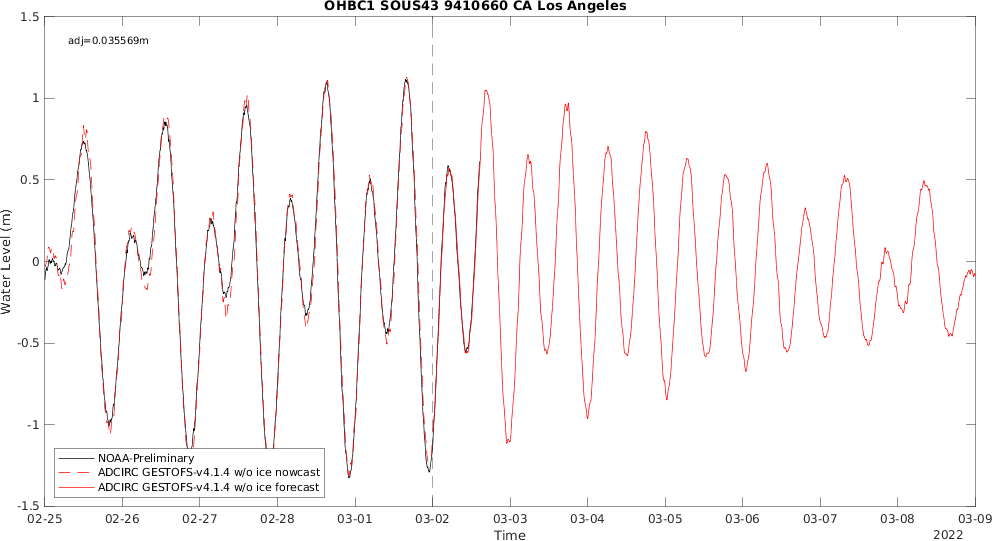 OHBC1 SOUS43 9410660 CA Los Angeles
adj=0.035569m
1.5
1
0.5
0
-0.5
-1
-1.5
Water Level (m)
NOAA-Preliminary
ADCIRC GESTOFS-v4.1.4 w/o ice nowcast
ADCIRC GESTOFS-v4.1.4 w/o ice forecast
02-25 02-26 02-27 02-28 03-01 03-02 03-03 03-04 03-05 03-06 03-07 03-08 03-09
Time
2022